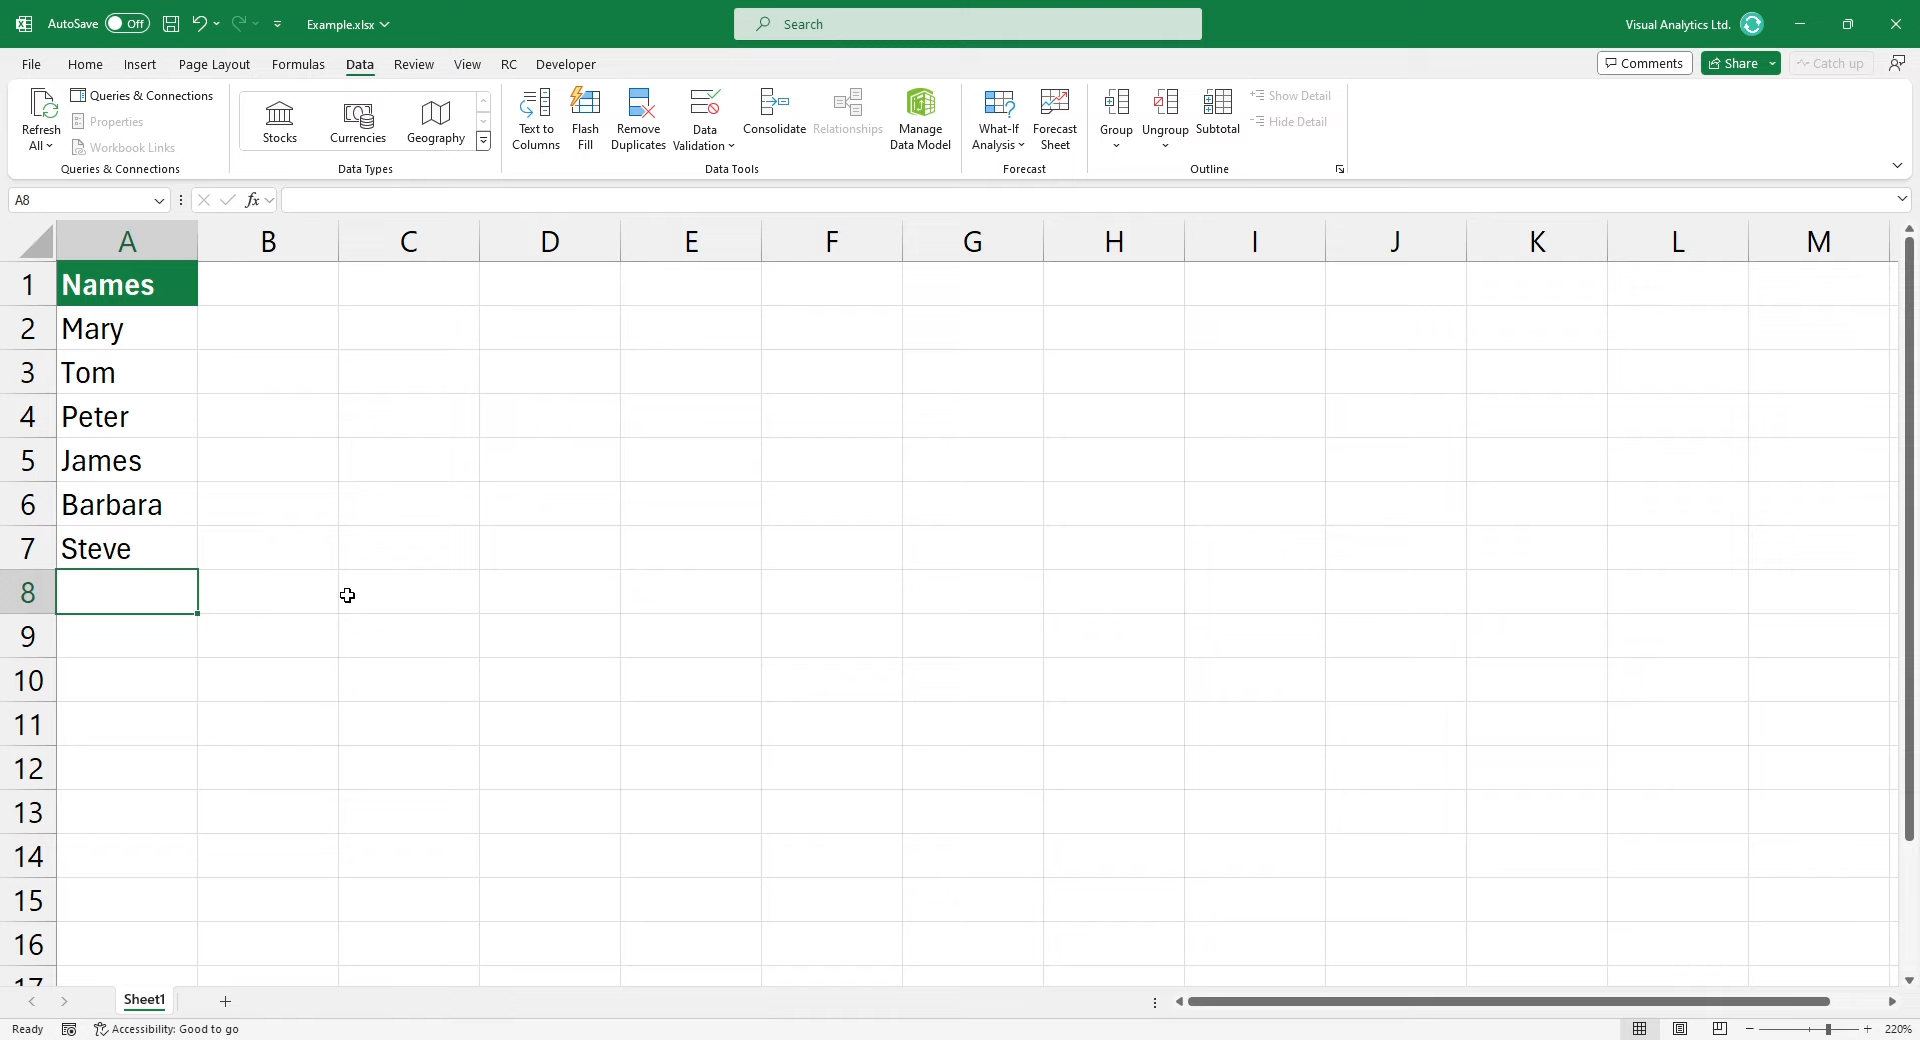 AutoSave Off Example.xlsx Search Visual Analytics Ltd.
File Home Insert Page Layout Formulas Data Review View RC Developer Comments Share Catch up
Refresh All
Queries & Connections
Properties
Workbook Links
Queries & Connections
Stocks Currencies Geography
Data Types
Text to Columns
Flash Fill
Remove Duplicates
Data Validation
Consolidate
Relationships
Manage Data Model
Data Tools
What-If Analysis
Forecast Sheet
Forecast
Group
Ungroup
Subtotal
Show Detail
Hide Detail
Outline
A8 fx
A B C D E F G H I J K L M
1 Names
2 Mary
3 Tom
4 Peter
5 James
6 Barbara
7 Steve
8
9
10
11
12
13
14
15
16
17
Sheet1
Ready Accessibility: Good to go 220%